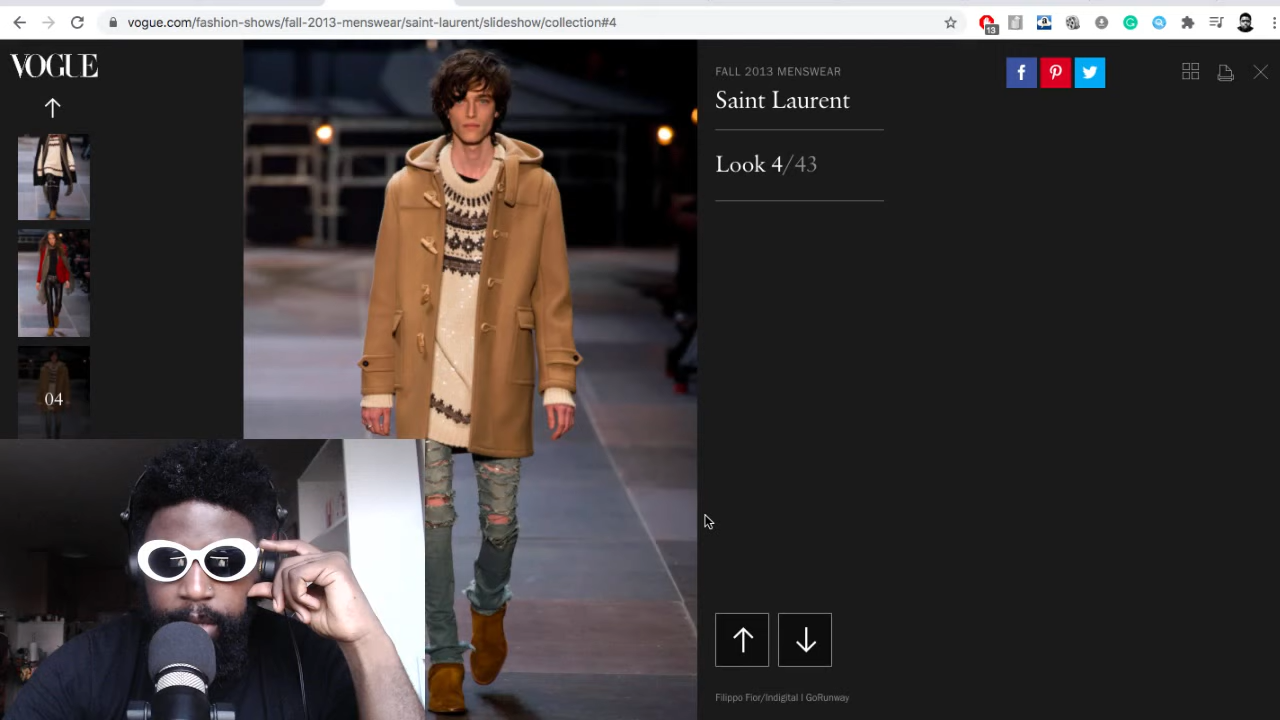 vogue.com/fashion-shows/fall-2013-menswear/saint-laurent/slideshow/collection#4
13
VOGUE
04
FALL 2013 MENSWEAR
Saint Laurent
Look 4/43
Filippo Fior/Indigital | GoRunway